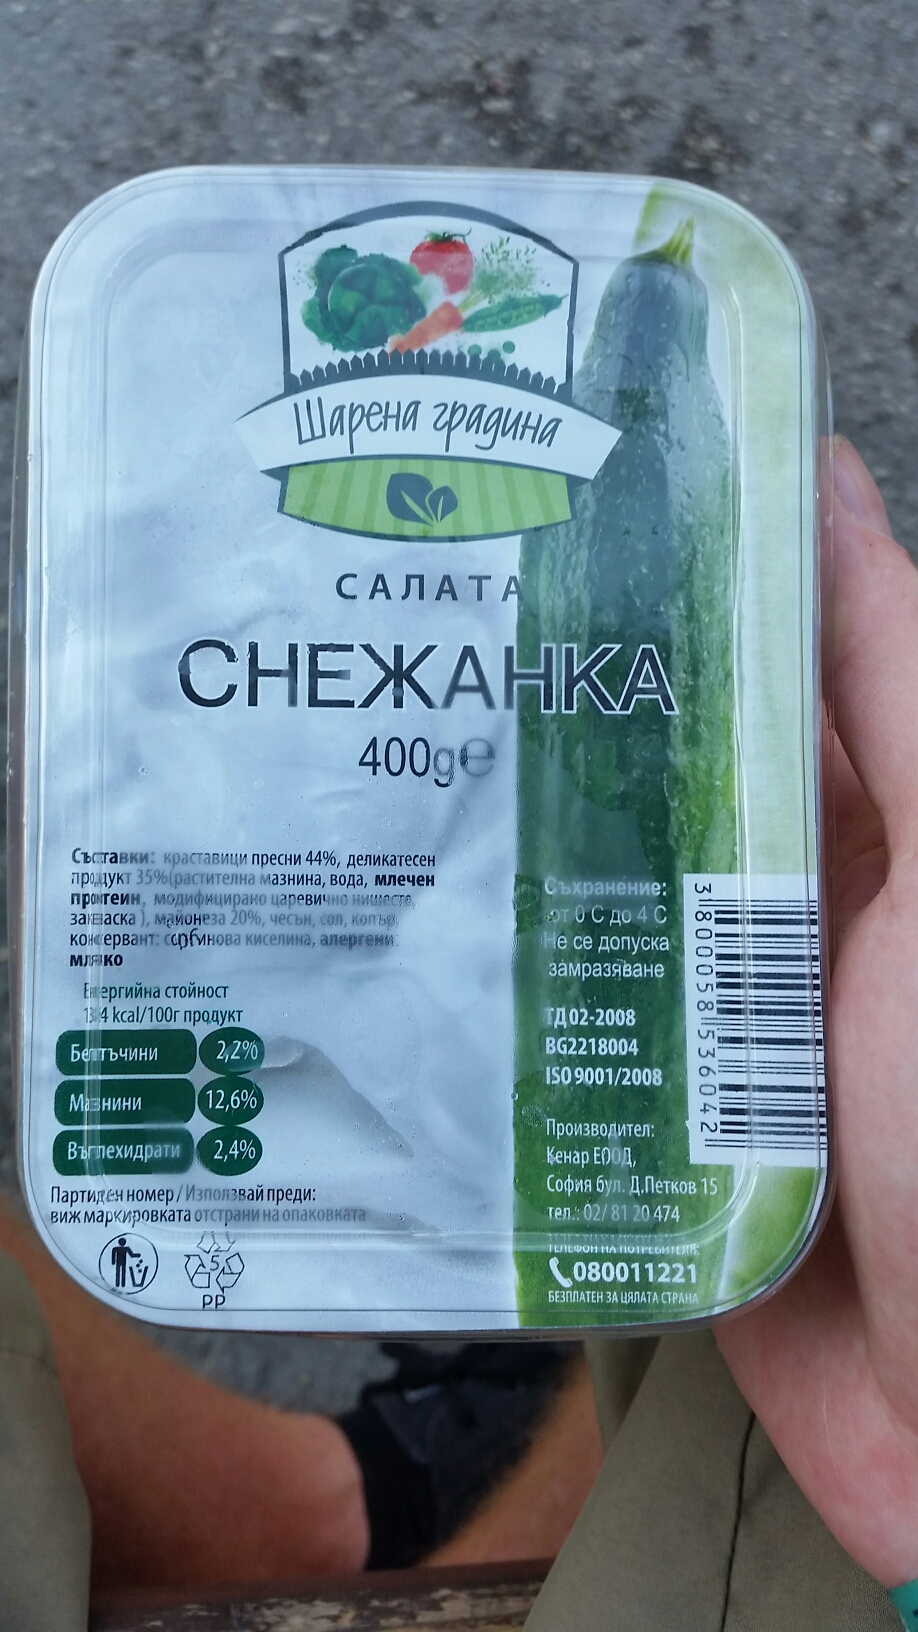 Шарена градина
САЛАТА
СНЕЖАНКА
400g℮
Съставки: краставици пресни 44%, деликатесен
продукт 35%(растителна мазнина, вода, млечен
протеин, модифицирано царевично нишесте,
закваска ), майонеза 20%, чесън, сол, копър,
консервант: сорбинова киселина, алергени:
мляко
Енергийна стойност
kcal/100г продукт
Белтъчини 2,2%
Мазнини 12,6%
Въглехидрати 2,4%
Партиден номер / Използвай преди:
виж маркировката отстрани на опаковката
5
PP
Съхранение:
от 0 С до 4 С
Не се допуска
замразяване
ТД 02-2008
BG2218004
ISO 9001/2008
Производител:
Кенар ЕООД,
София бул. Д.Петков 15
тел.: 02/ 81 20 474
ТЕЛЕФОН НА ПОТРЕБИТЕЛЯ:
080011221
БЕЗПЛАТЕН ЗА ЦЯЛАТА СТРАНА
3800058536042